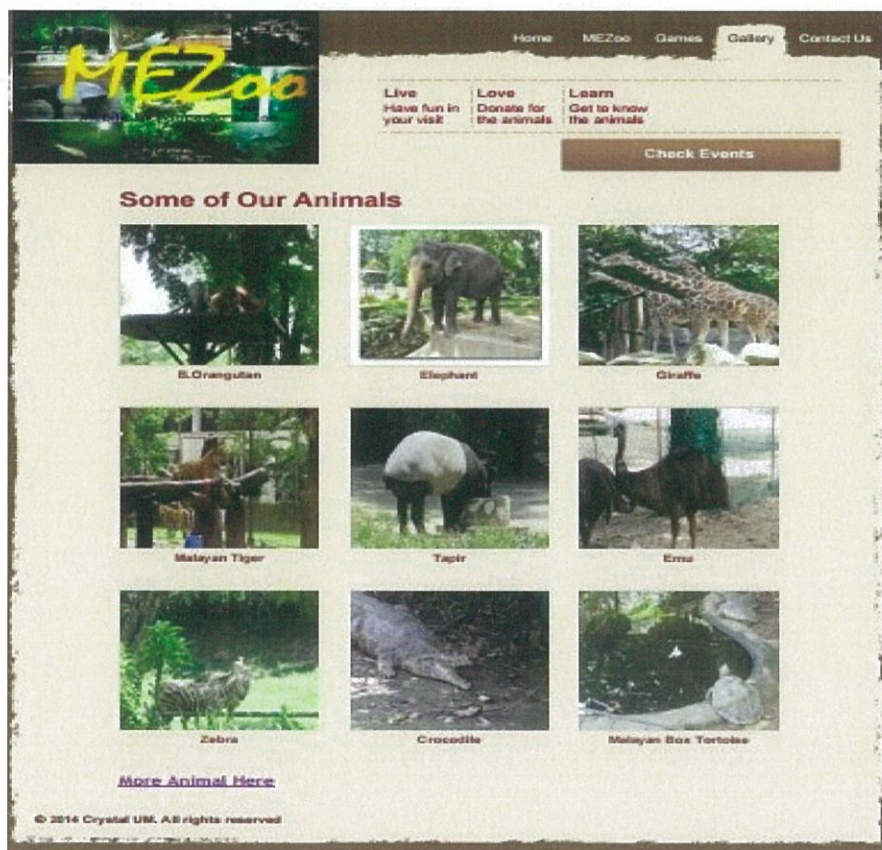 MEZoo
Home MEZoo Games Gallery Contact Us
Live
Have fun in
your visit
Love
Donate for
the animals
Learn
Get to know
the animals
Check Events
Some of Our Animals
B.Orangutan Elephant Giraffe
Malayan Tiger Tapir Emu
Zebra Crocodile Malayan Box Tortoise
More Animal Here
© 2014 Crystal UM. All rights reserved